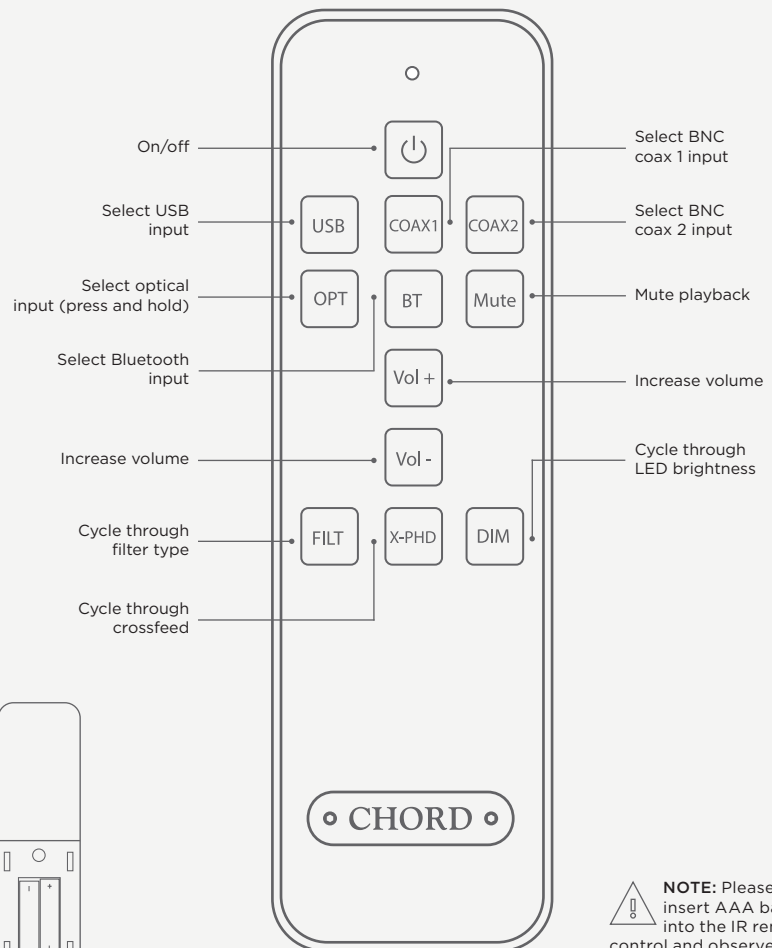 On/off
Select USB
input
Select optical
input (press and hold)
Select Bluetooth
input
Increase volume
Cycle through
filter type
Cycle through
crossfeed
USB
COAX1
COAX2
OPT
BT
Mute
Vol +
Vol -
FILT
X-PHD
DIM
CHORD
Select BNC
coax 1 input
Select BNC
coax 2 input
Mute playback
Increase volume
Cycle through
LED brightness
NOTE: Please
insert AAA
into the IR
control and observe